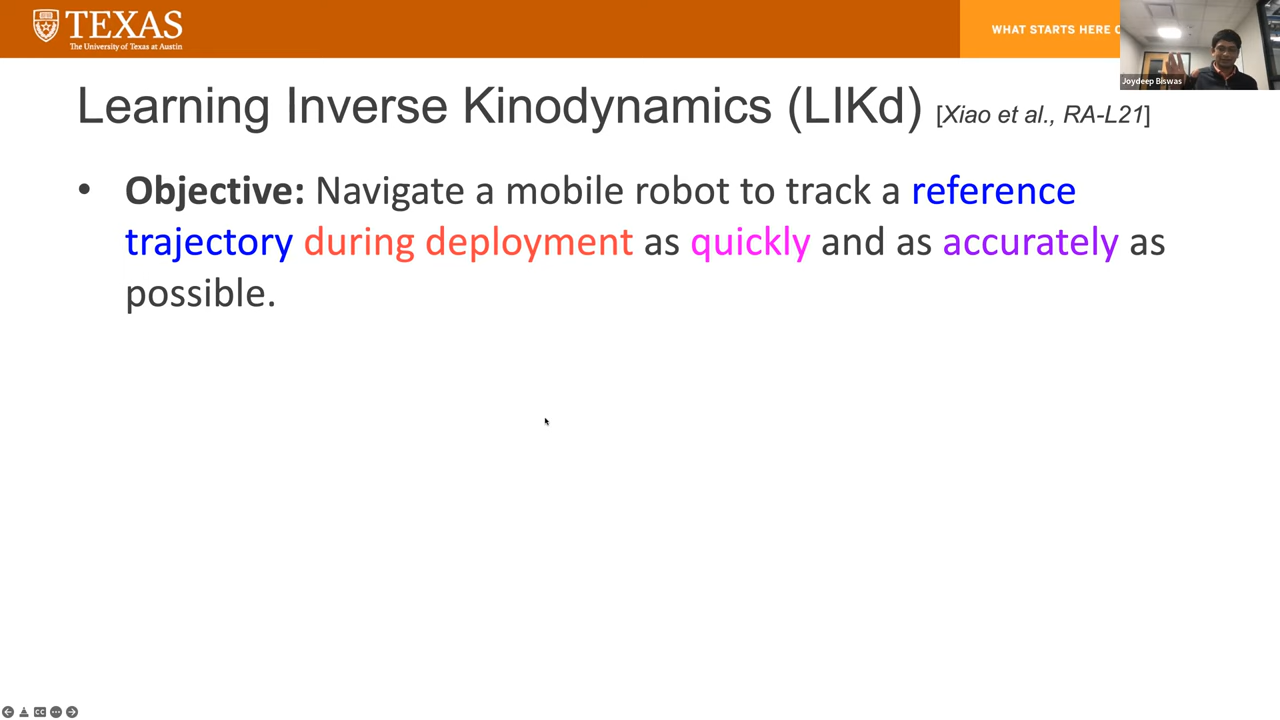 TEXAS
The University of Texas at Austin
WHAT STARTS HERE
Joydeep Biswas
Learning Inverse Kinodynamics (LIKd) [Xiao et al., RA-L21]
• Objective: Navigate a mobile robot to track a reference
trajectory during deployment as quickly and as accurately as
possible.